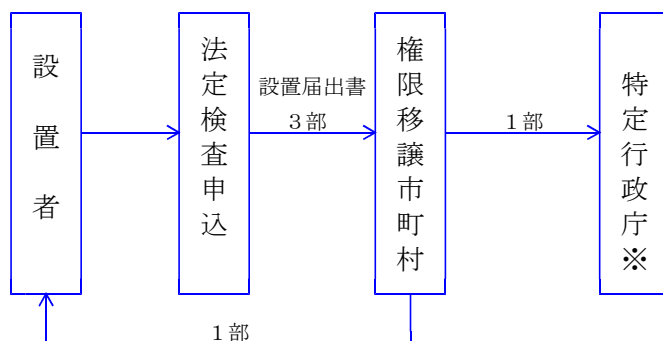 設置者
法定検査申込
設置届出書
3部
権限移譲市町村
1部
特定行政庁※
1部